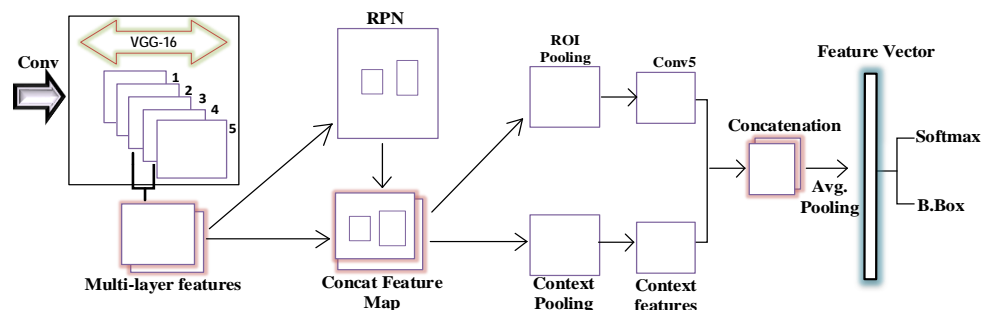 VGG-16
Conv
1
2
3
4
5
Multi-layer features
RPN
Concat Feature
Map
ROI
Pooling
Conv5
Context
Pooling
Context
features
Concatenation
Avg.
Pooling
Feature Vector
Softmax
B.Box